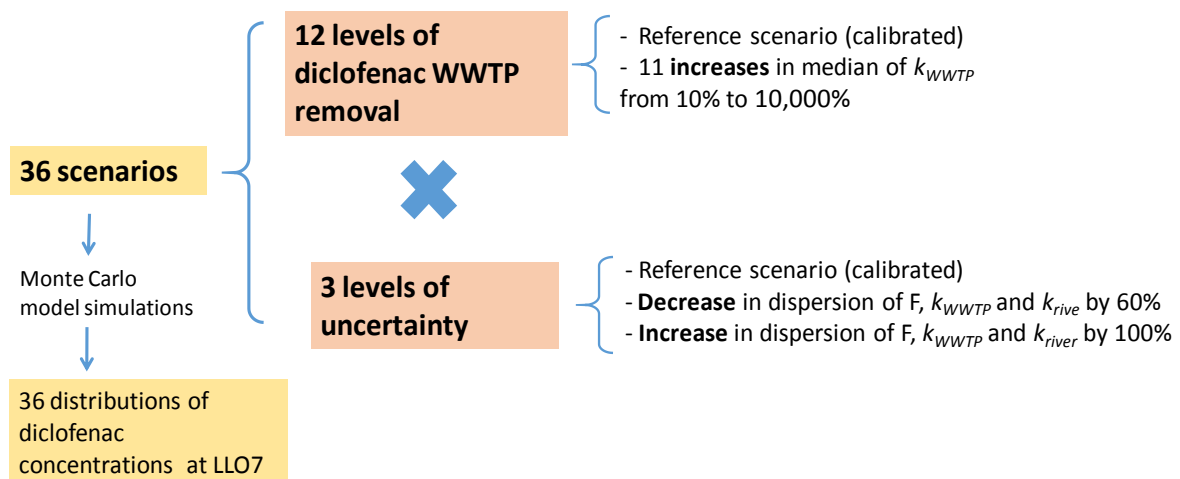 36 scenarios
Monte Carlo
model simulations
36 distributions of
diclofenac
concentrations at LLO7
12 levels of
diclofenac WWTP
removal
- Reference scenario (calibrated)
- 11 increases in median of kWWTP
from 10% to 10,000%
3 levels of
uncertainty
- Reference scenario (calibrated)
- Decrease in dispersion of F, kWWTP and krive by 60%
- Increase in dispersion of F, kWWTP and kriver by 100%